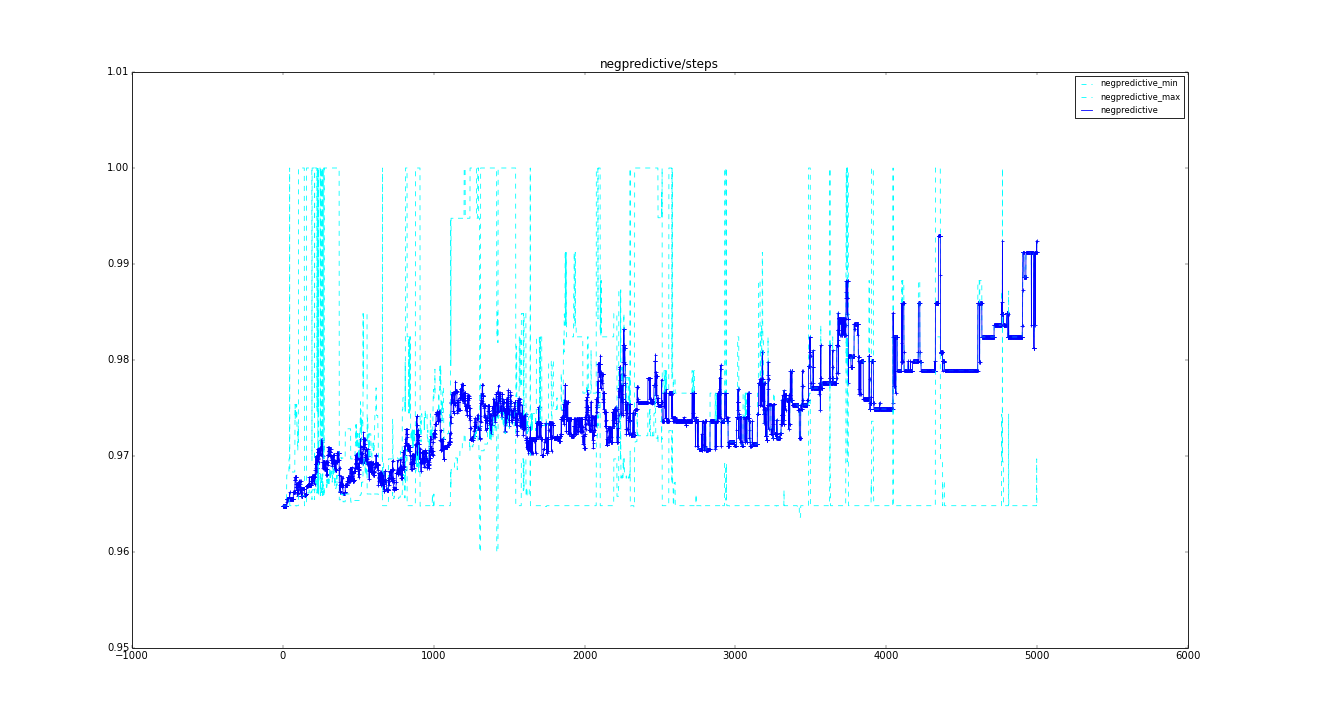 negpredictive/steps
1.01
1.00
0.99
0.98
0.97
0.96
0.95
negpredictive_min
negpredictive_max
negpredictive
−1000 0 1000 2000 3000 4000 5000 6000